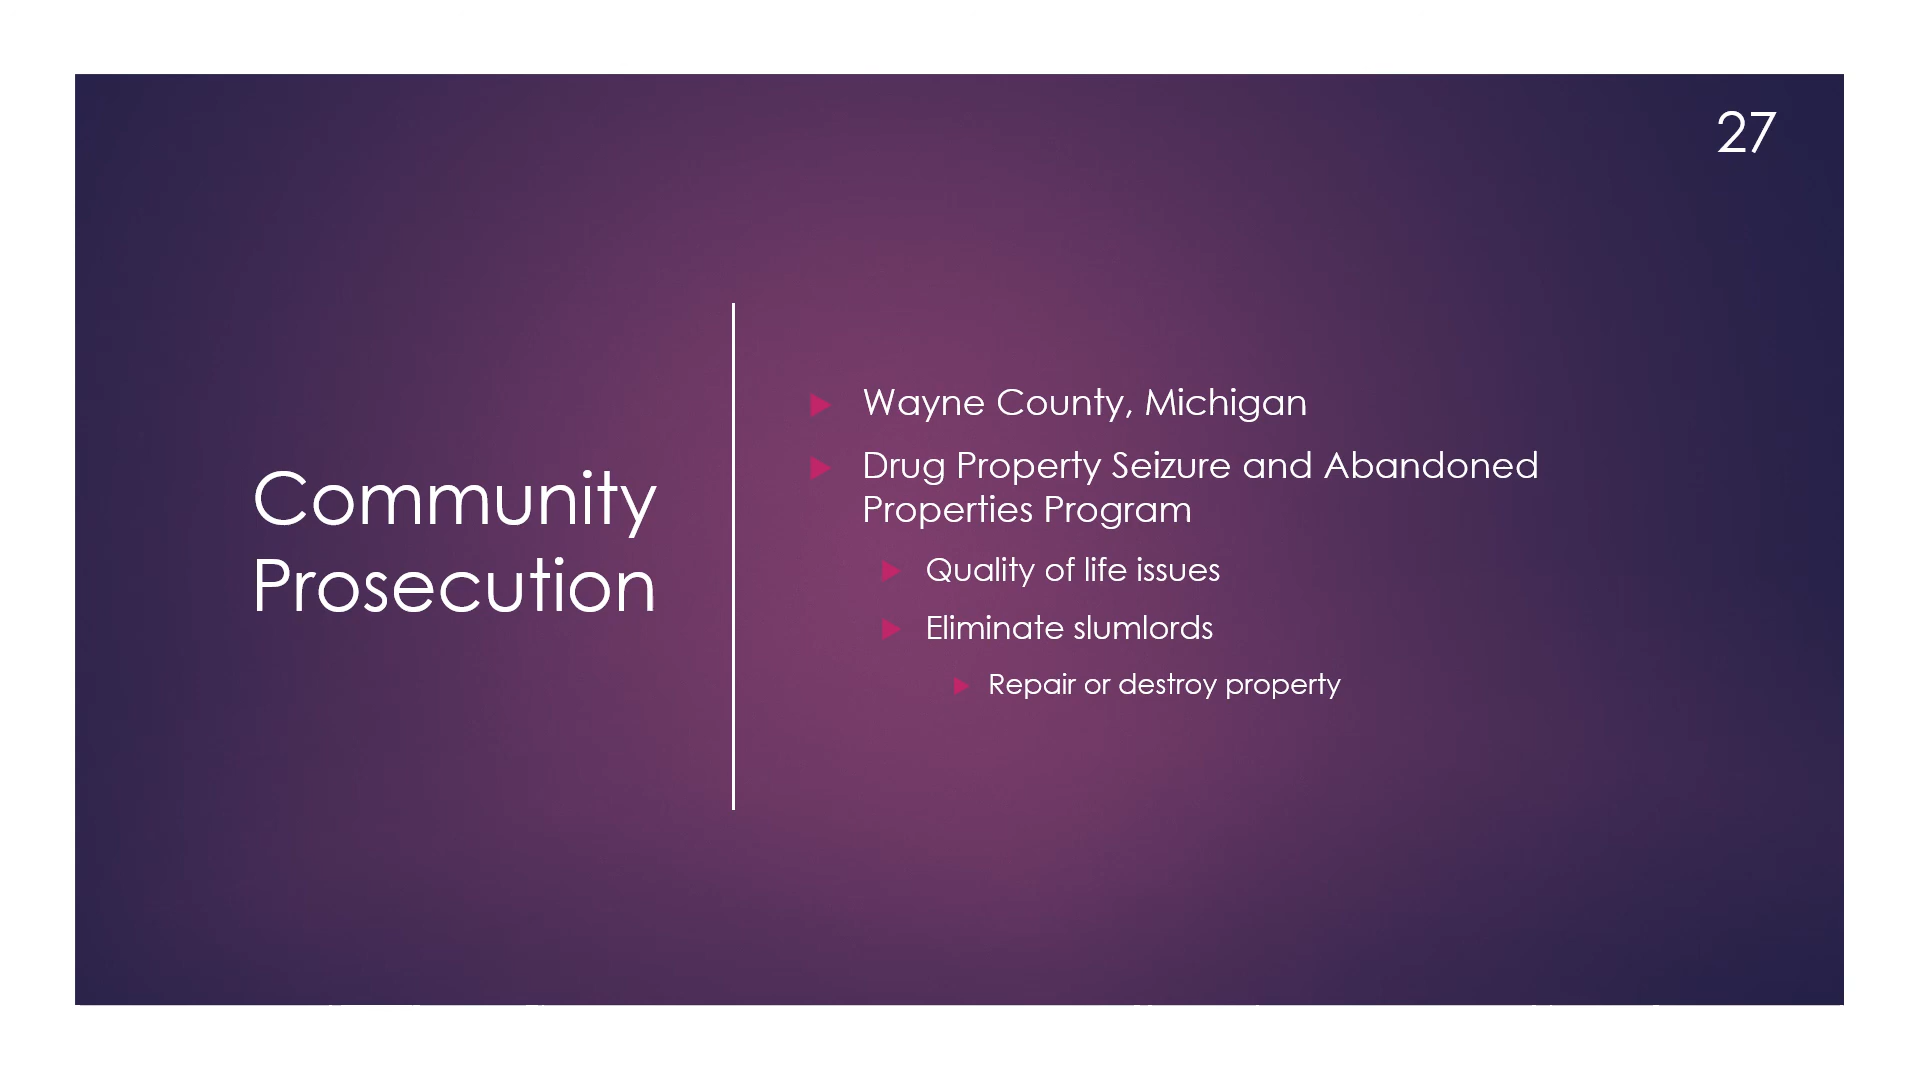 27
Community
Prosecution
Wayne County, Michigan
Drug Property Seizure and Abandoned
Properties Program
Quality of life issues
Eliminate slumlords
Repair or destroy property